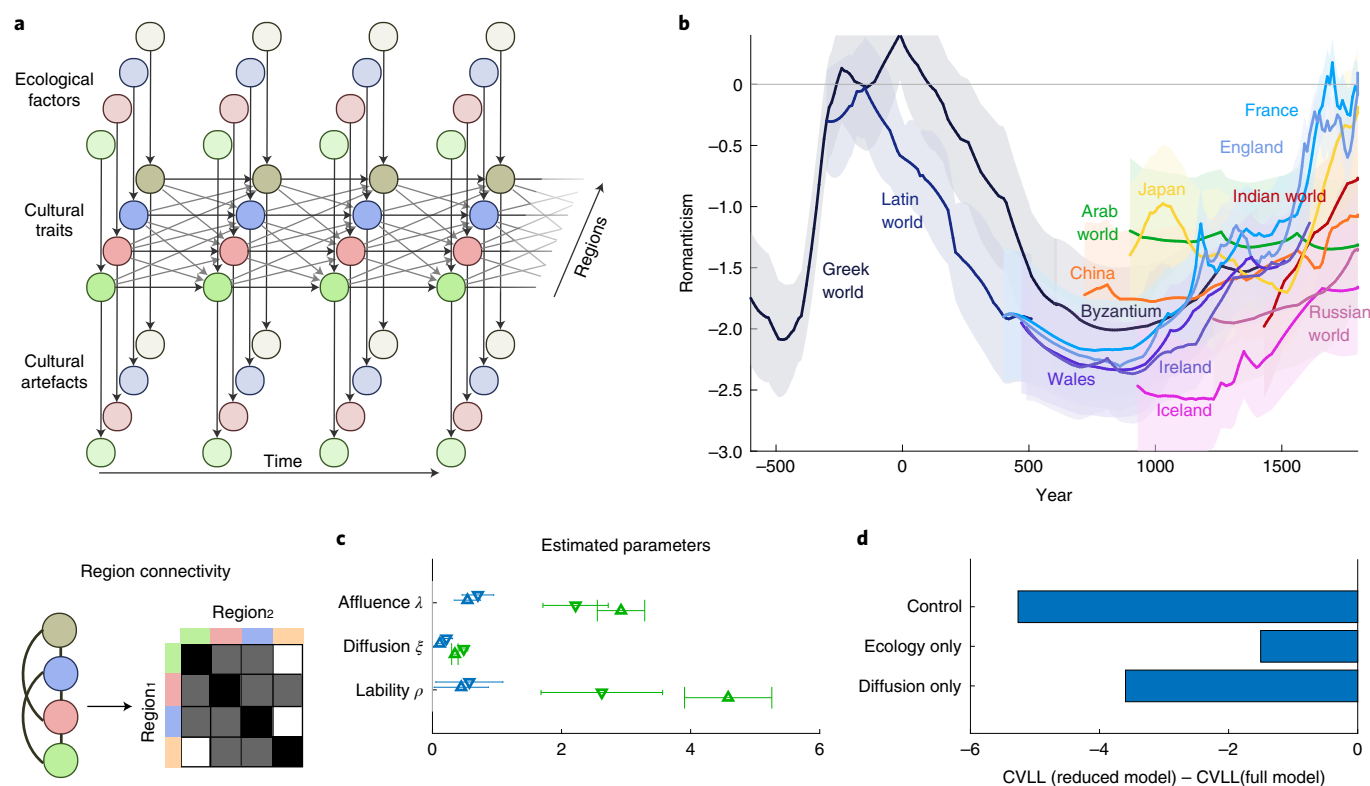 a
Ecological
factors
Cultural
traits
Cultural
artefacts
Regions
Time
b
0
−0.5
−1.0
−1.5
−2.0
−2.5
−3.0
Romanticism
−500
0
500
1000
1500
Year
Greek
world
Latin
world
France
England
Japan
Indian world
Arab
world
China
Byzantium
Russian
world
Wales
Ireland
Iceland
Region connectivity
Region₂
Region₁
c
Estimated parameters
Affluence λ
Diffusion ξ
Lability ρ
0
2
4
6
d
Control
Ecology only
Diffusion only
−6
−4
−2
0
CVLL (reduced model) – CVLL(full model)